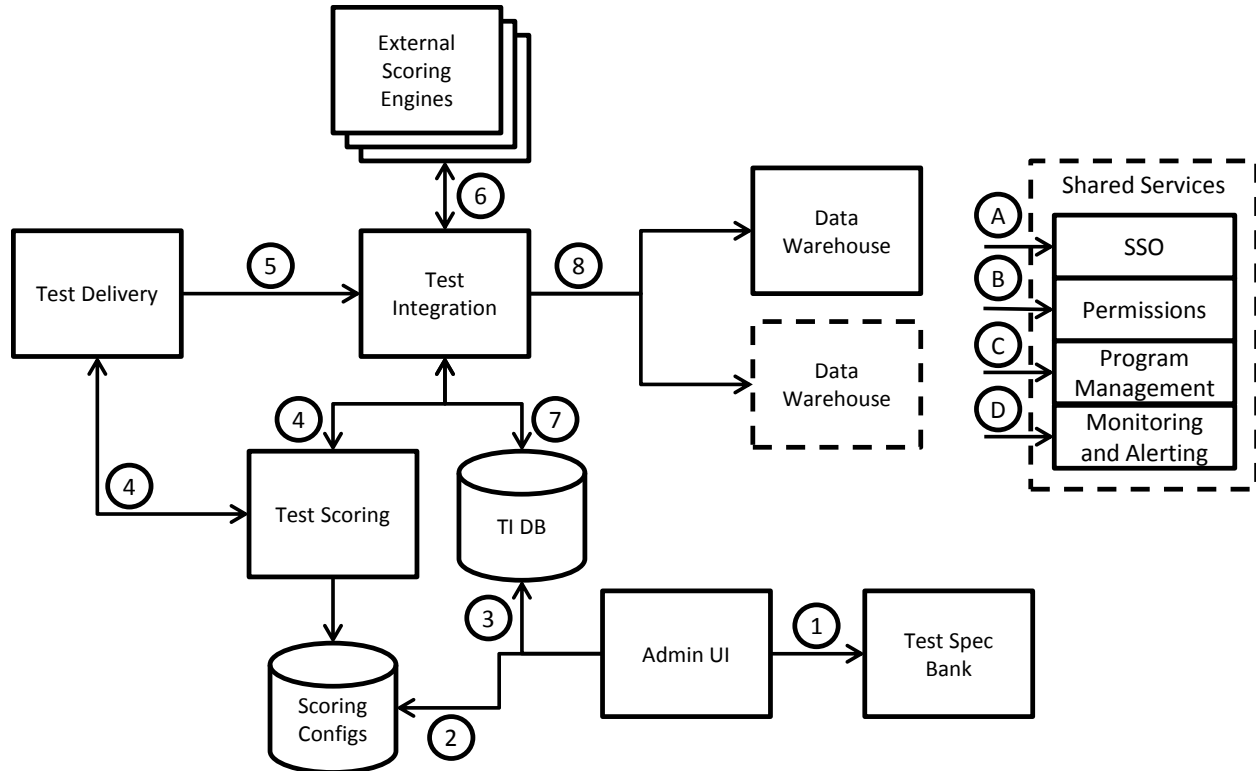 External
Scoring
Engines
6
Shared Services
A
SSO
B
Permissions
C
Program
Management
D
Monitoring
and Alerting
Data
Warehouse
Test Delivery
5
Test
Integration
8
Data
Warehouse
4
7
4
Test Scoring
TI DB
3
Admin UI
1
Test Spec
Bank
Scoring
Configs
2